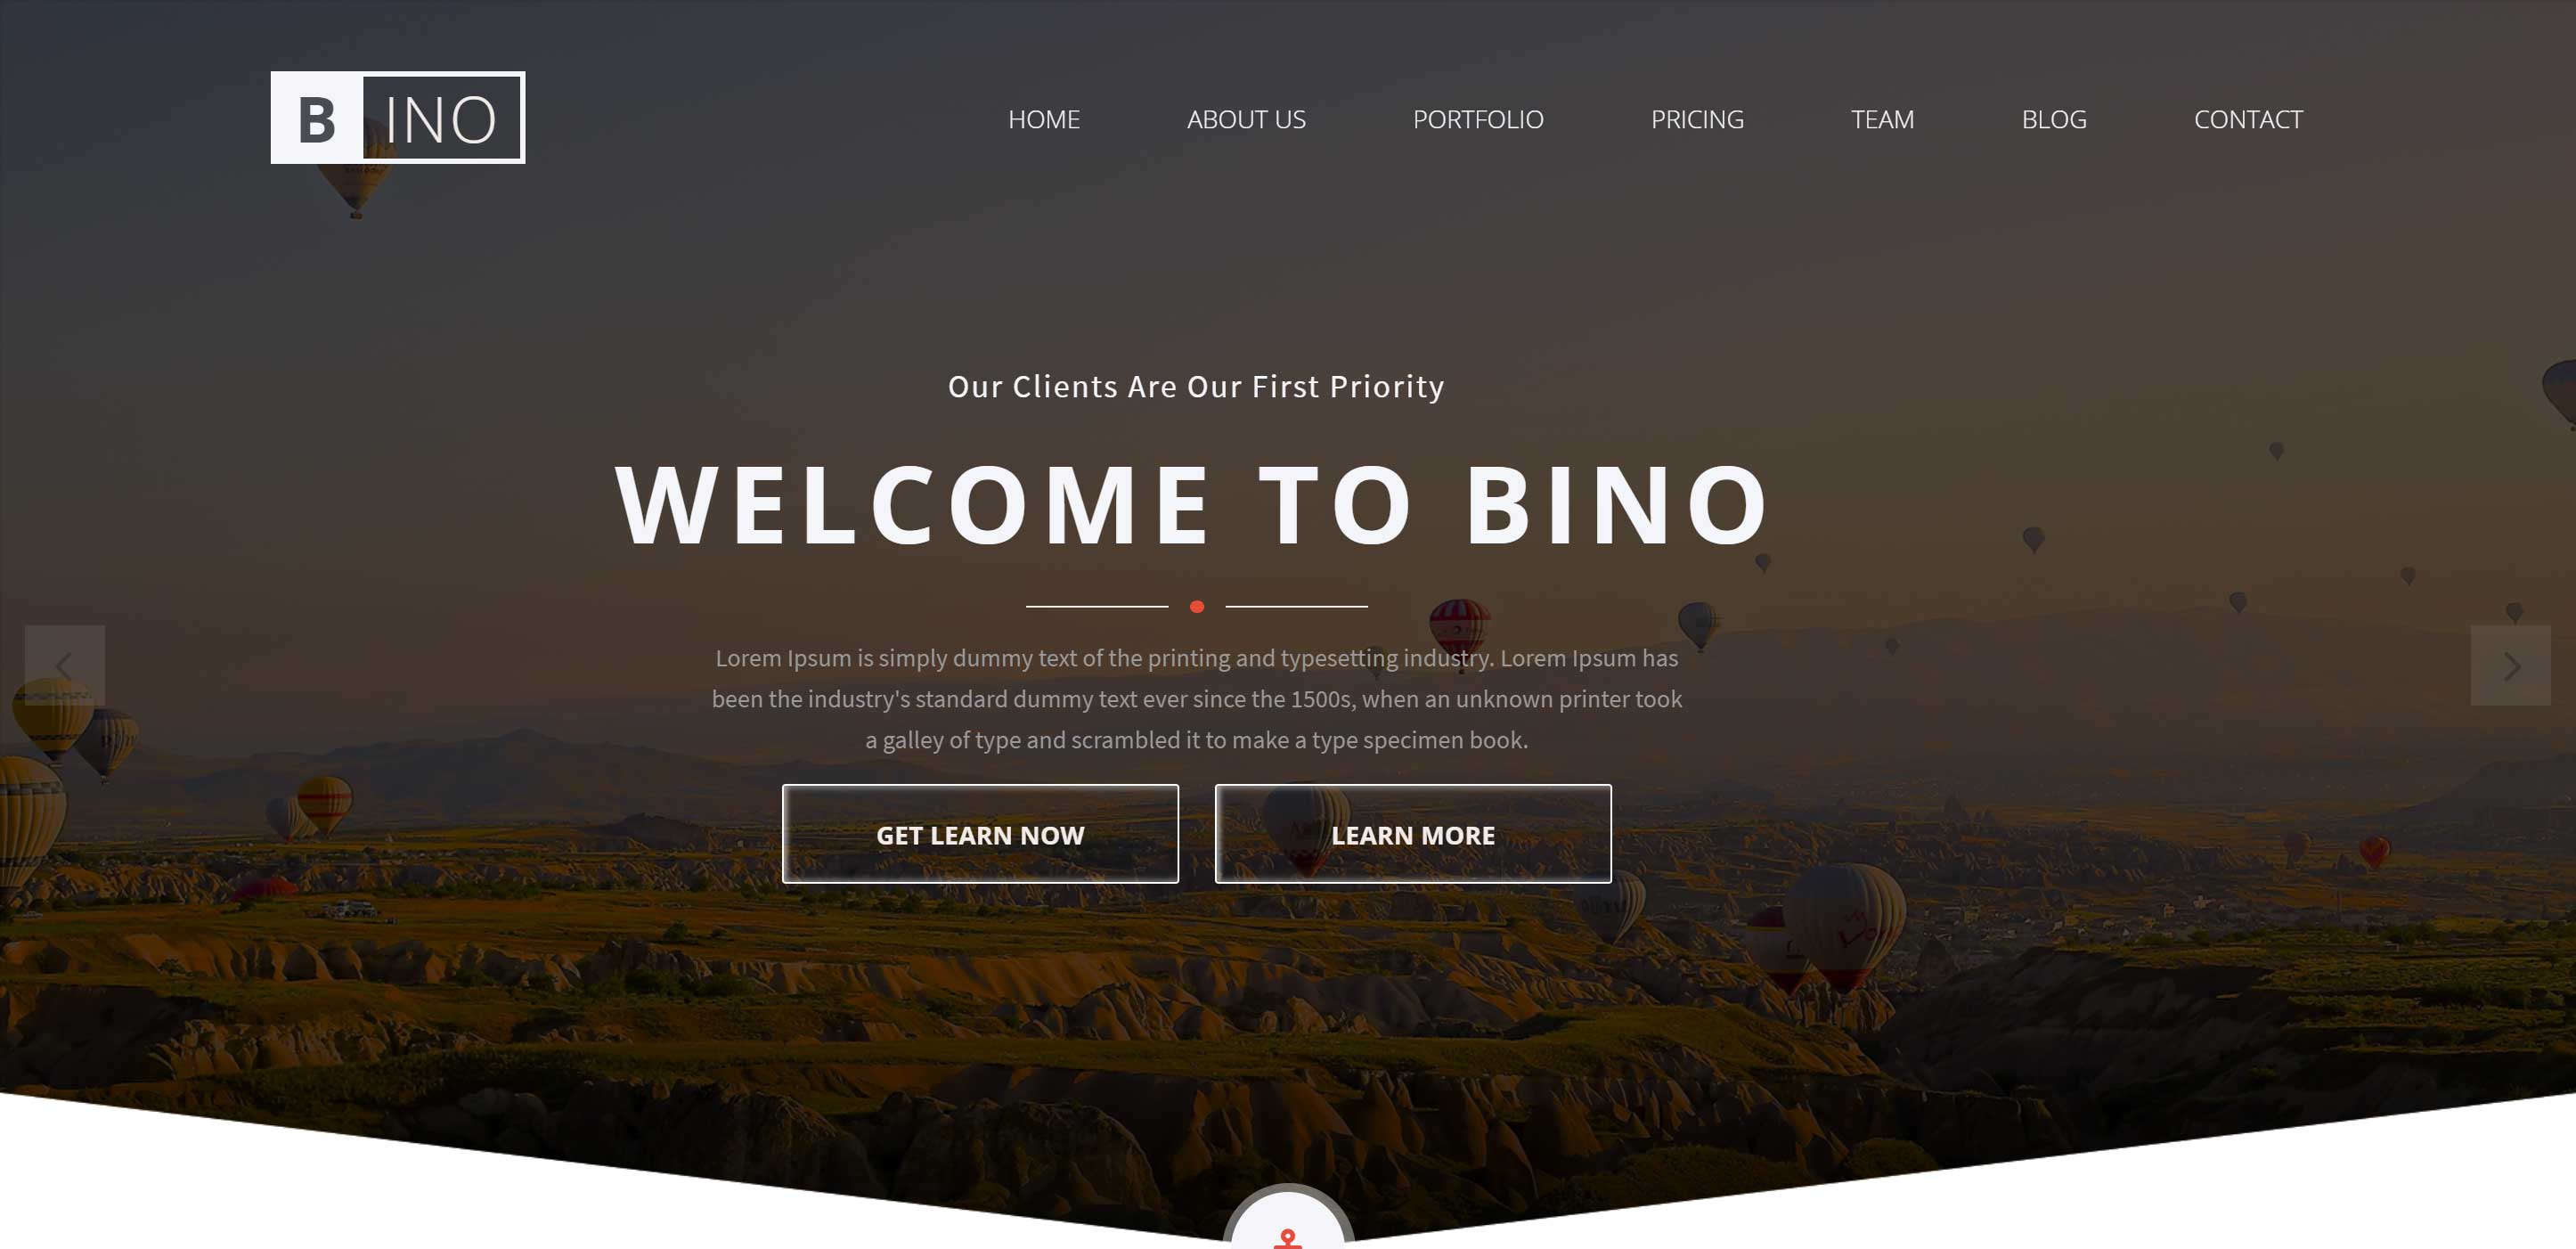 BINO
HOME ABOUT US PORTFOLIO PRICING TEAM BLOG CONTACT
Our Clients Are Our First Priority
WELCOME TO BINO
Lorem Ipsum is simply dummy text of the printing and typesetting industry. Lorem Ipsum has
been the industry's standard dummy text ever since the 1500s, when an unknown printer took
a galley of type and scrambled it to make a type specimen book.
GET LEARN NOW LEARN MORE